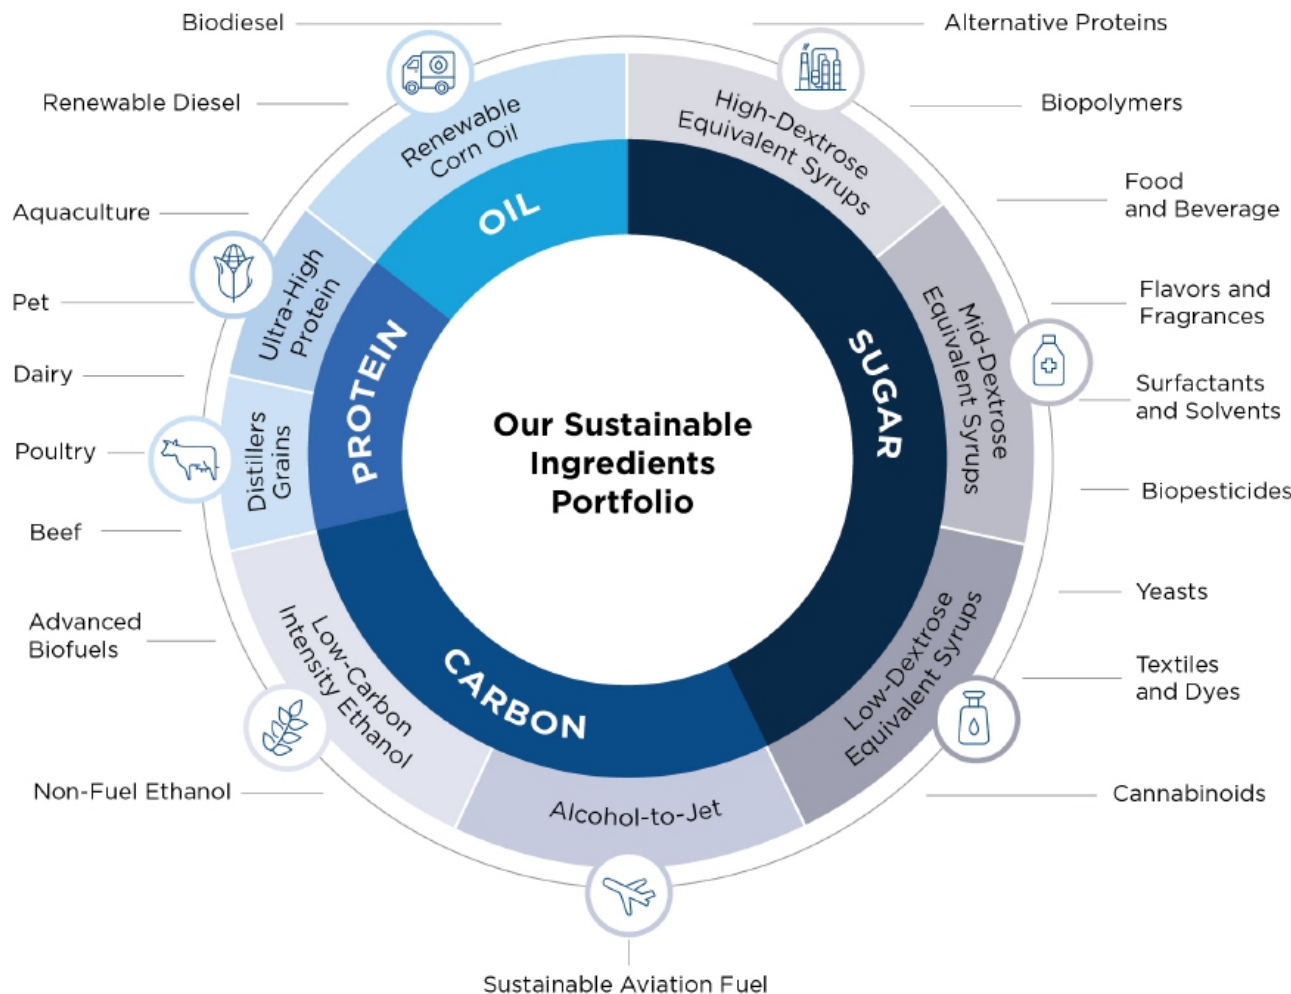 Biodiesel
Alternative Proteins
Renewable Diesel
Biopolymers
Aquaculture
Food
and Beverage
Pet
Flavors and
Fragrances
Dairy
Surfactants
and Solvents
Poultry
Biopesticides
Beef
Yeasts
Advanced
Biofuels
Textiles
and Dyes
Non-Fuel Ethanol
Cannabinoids
Sustainable Aviation Fuel
Renewable
Corn Oil
High-Dextrose
Equivalent Syrups
Ultra-High
Protein
Mid-Dextrose
Equivalent Syrups
Distillers
Grains
Low-Dextrose
Equivalent Syrups
Low-Carbon
Intensity Ethanol
Alcohol-to-Jet
OIL
SUGAR
PROTEIN
CARBON
Our Sustainable
Ingredients
Portfolio